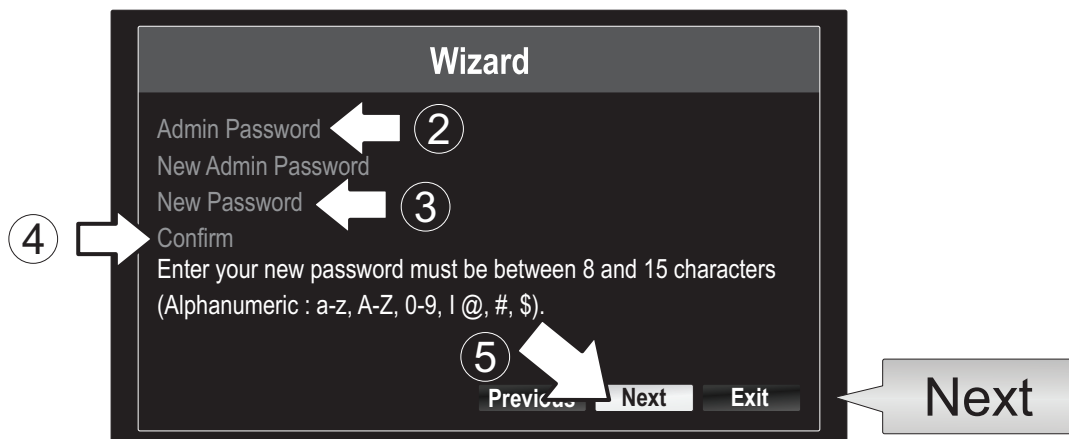 Wizard
Admin Password ②
New Admin Password
New Password ③
④ Confirm
Enter your new password must be between 8 and 15 characters
(Alphanumeric : a-z, A-Z, 0-9, I @, #, $).
⑤
Previous Next Exit
Next